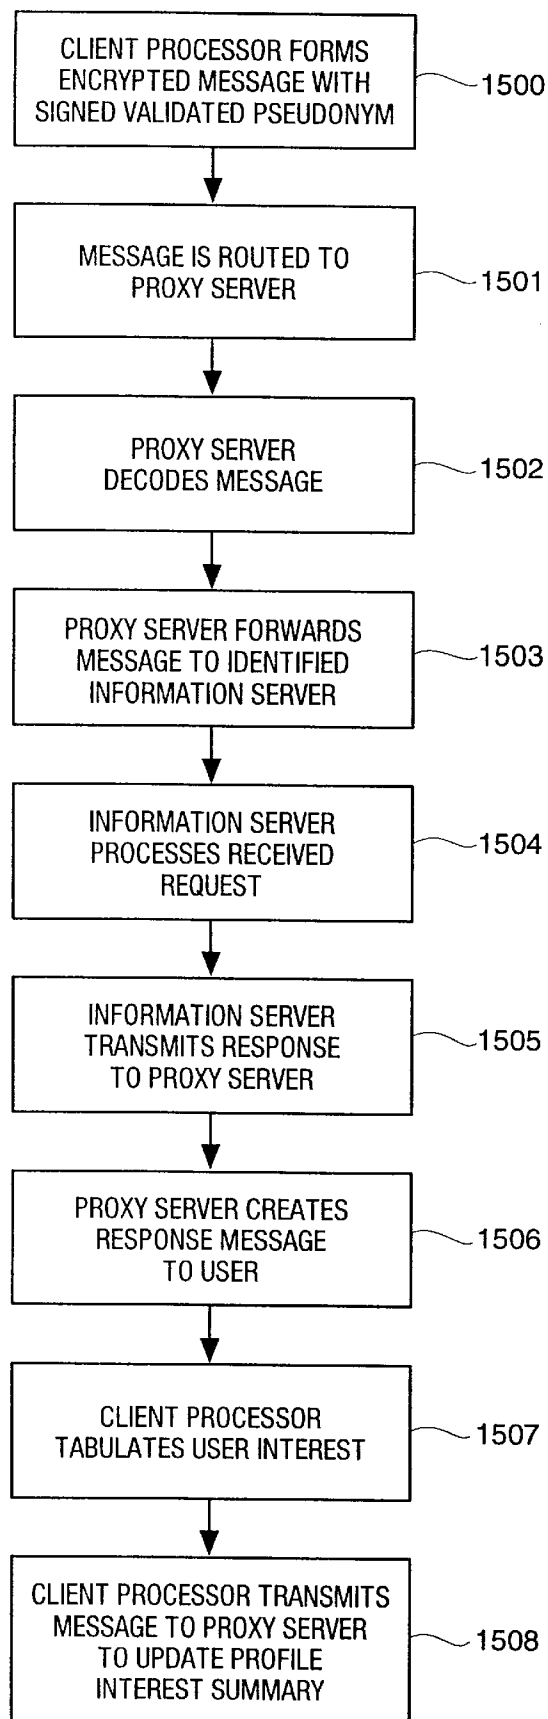 CLIENT PROCESSOR FORMS
ENCRYPTED MESSAGE WITH
SIGNED VALIDATED PSEUDONYM
1500
MESSAGE IS ROUTED TO
PROXY SERVER
1501
PROXY SERVER
DECODES MESSAGE
1502
PROXY SERVER FORWARDS
MESSAGE TO IDENTIFIED
INFORMATION SERVER
1503
INFORMATION SERVER
PROCESSES RECEIVED
REQUEST
1504
INFORMATION SERVER
TRANSMITS RESPONSE
TO PROXY SERVER
1505
PROXY SERVER CREATES
RESPONSE MESSAGE
TO USER
1506
CLIENT PROCESSOR
TABULATES USER INTEREST
1507
CLIENT PROCESSOR TRANSMITS
MESSAGE TO PROXY SERVER
TO UPDATE PROFILE
INTEREST SUMMARY
1508